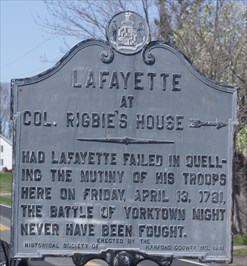 LAFAYETTE
AT
COL. RIGBIE'S HOUSE
HAD LAFAYETTE FAILED IN QUELL-
ING THE MUTINY OF HIS TROOPS
HERE ON FRIDAY, APRIL 13, 1781,
THE BATTLE OF YORKTOWN MIGHT
NEVER HAVE BEEN FOUGHT.
ERECTED BY THE
HISTORICAL SOCIETY OF HARFORD COUNTY, MD.